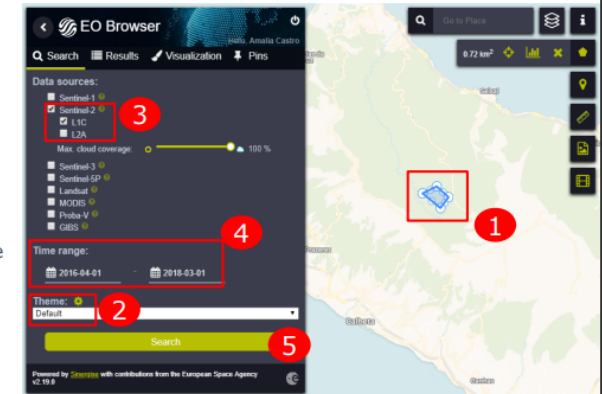 EO Browser
Hello, Amalia Castro
Search Results Visualization Pins
Data sources:
Sentinel-1
Sentinel-2
L1C
L2A
3
Max. cloud coverage: 100 %
Sentinel-3
Sentinel-5P
Landsat
MODIS
Proba-V
GIBS
4
Time range:
2016-04-01 - 2018-03-01
Theme:
Default
2
Search
5
Powered by Sinergise with contributions from the European Space Agency
v2.19.0
Go to Place
0.72 km²
1
e